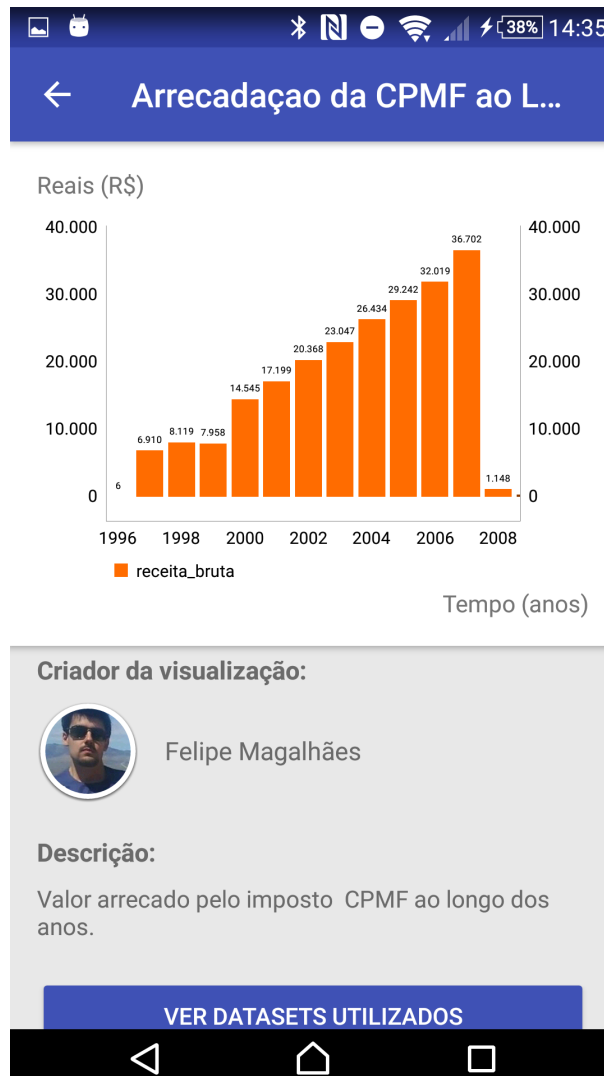 38% 14:35
Arrecadaçao da CPMF ao L...
Reais (R$)
40.000 40.000
36.702
32.019
30.000 30.000
29.242
26.434
23.047
20.368
20.000 20.000
17.199
14.545
10.000 10.000
6.910 8.119 7.958
1.148
6
0 0
1996 1998 2000 2002 2004 2006 2008
receita_bruta
Tempo (anos)
Criador da visualização:
Felipe Magalhães
Descrição:
Valor arrecado pelo imposto  CPMF ao longo dos
anos.
VER DATASETS UTILIZADOS